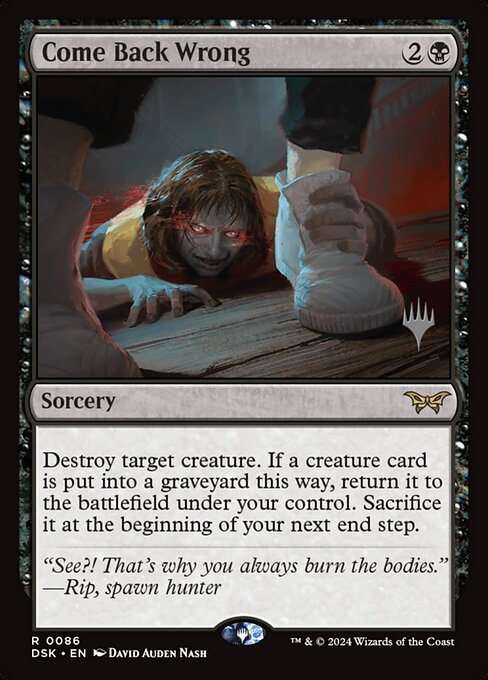 Come Back Wrong 2
Sorcery
Destroy target creature. If a creature card
is put into a graveyard this way, return it to
the battlefield under your control. Sacrifice
it at the beginning of your next end step.
“See?! That’s why you always burn the bodies.”
—Rip, spawn hunter
R 0086
DSK • EN DAVID AUDEN NASH
™ & © 2024 Wizards of the Coast